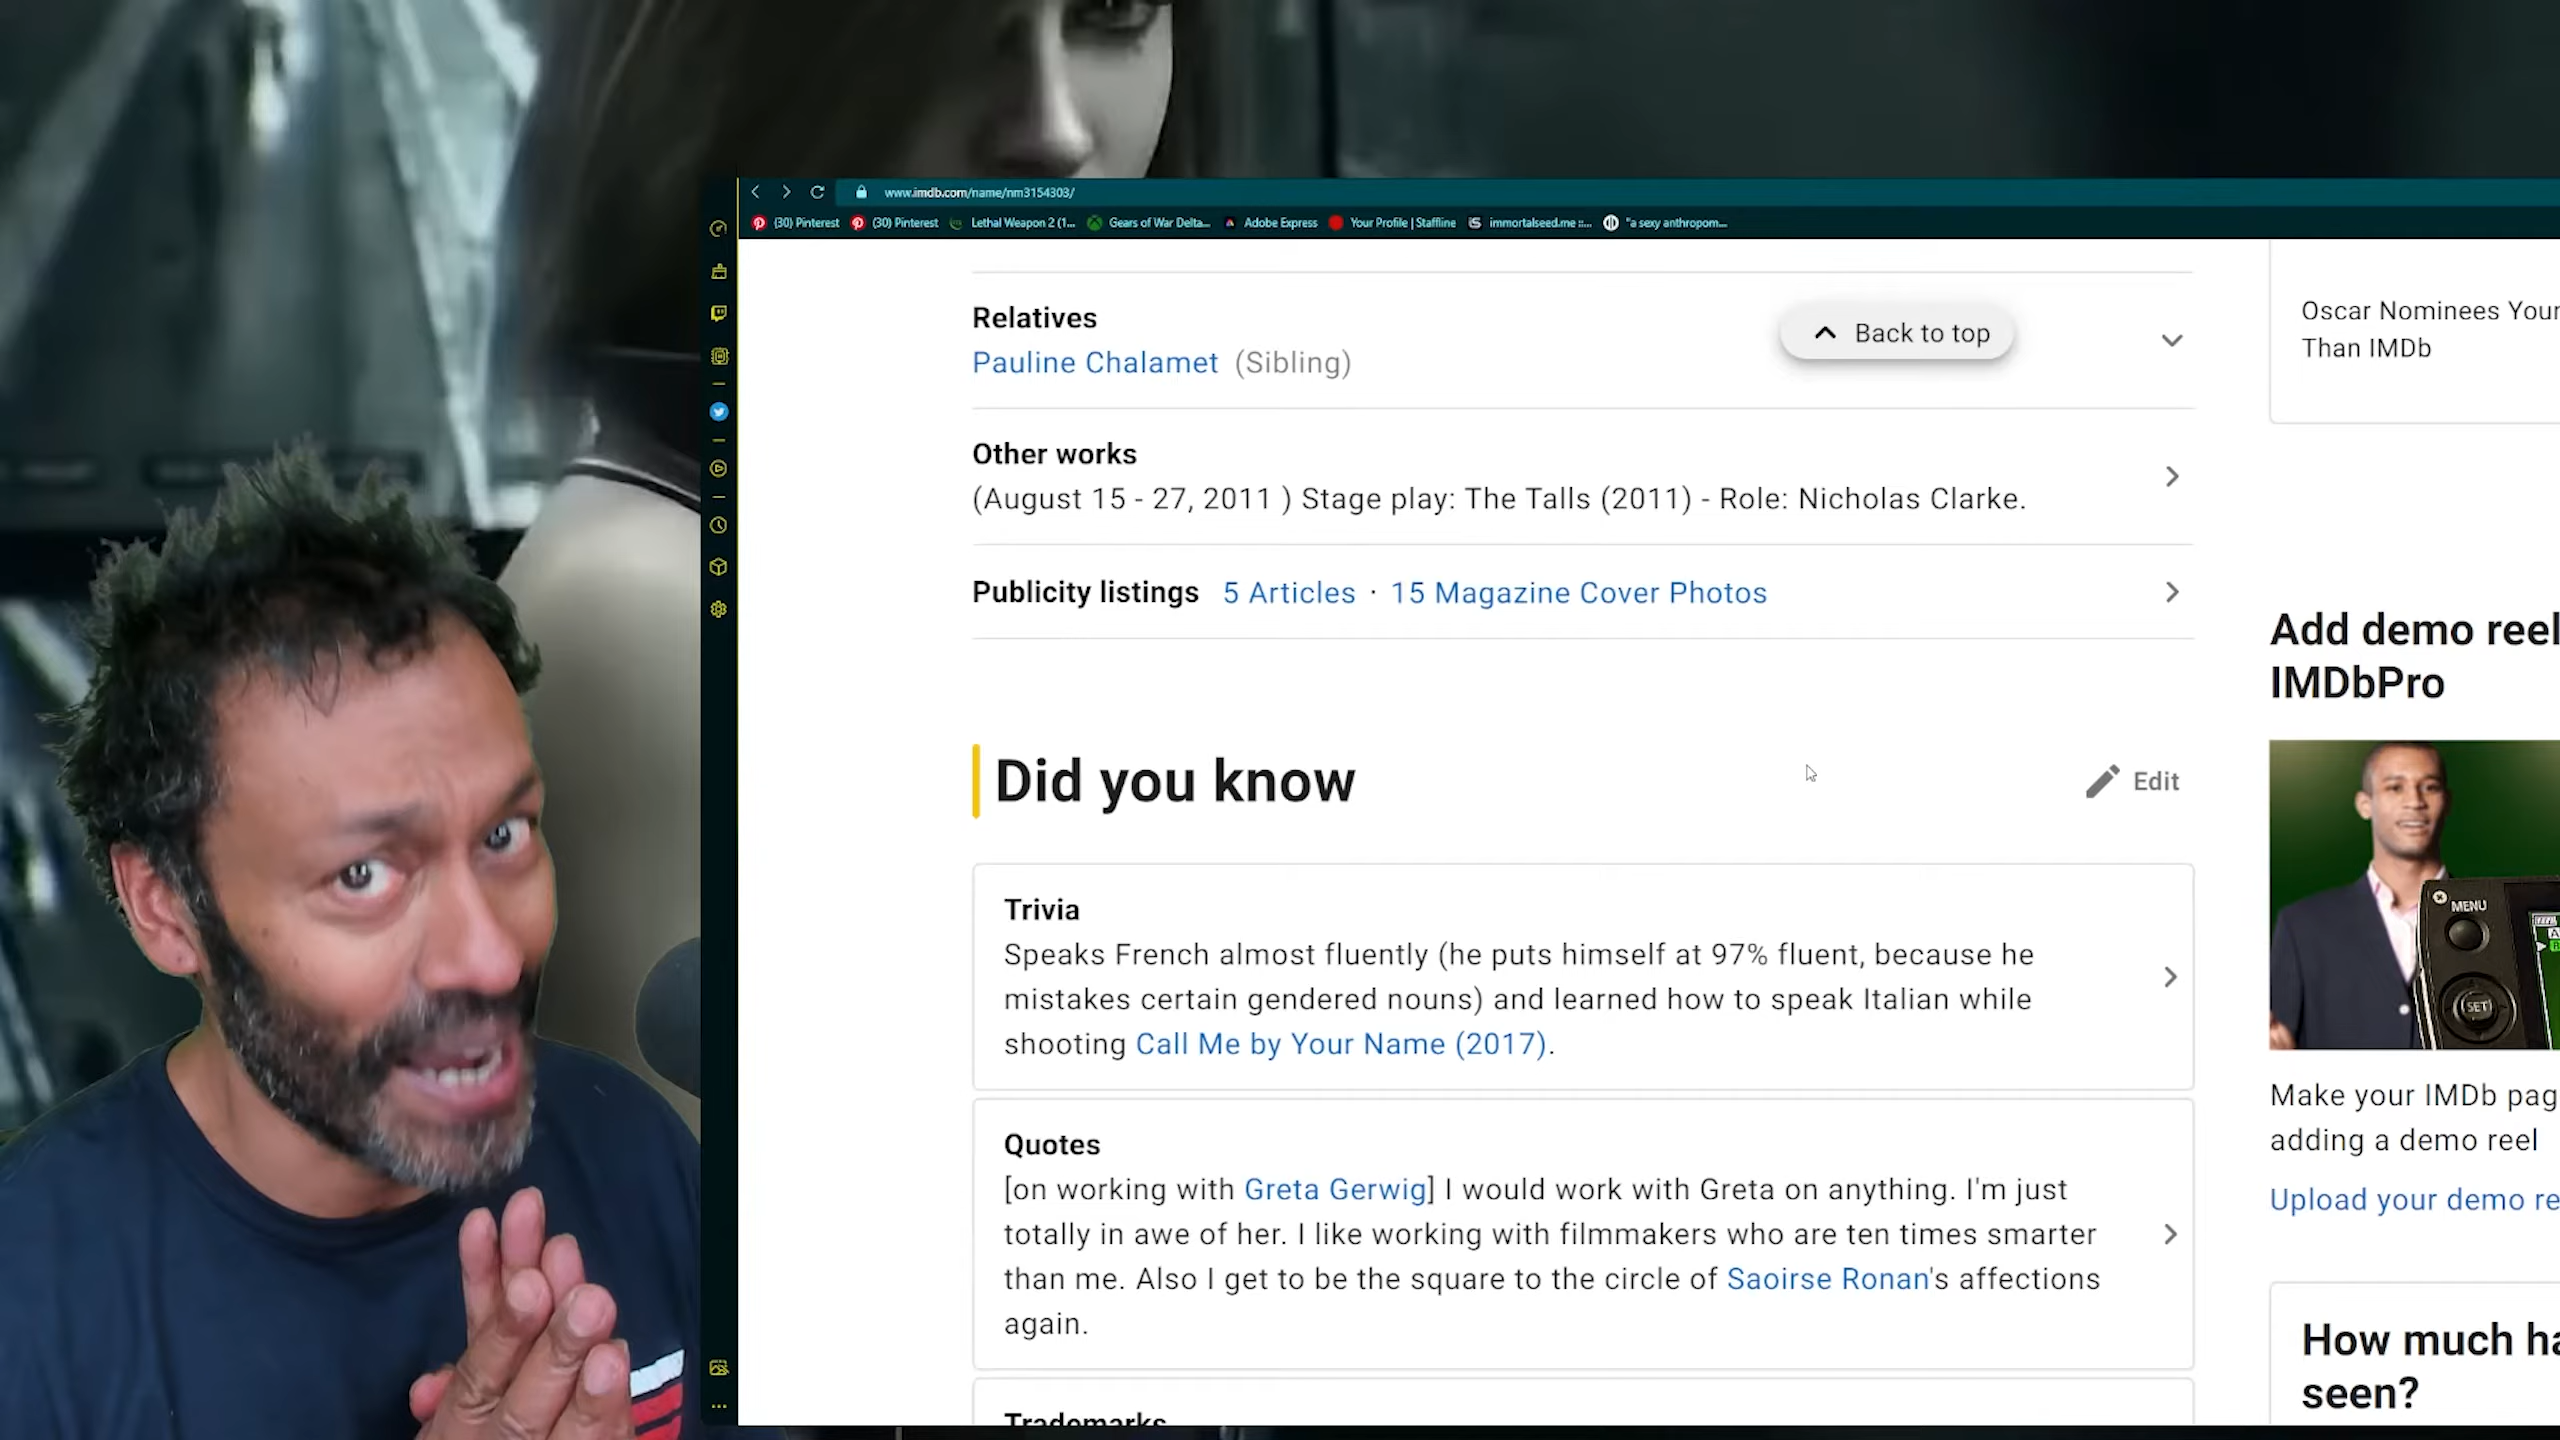 www.imdb.com/name/nm3154303/
(30) Pinterest (30) Pinterest Lethal Weapon 2 (1... Gears of War Delta... Adobe Express Your Profile | Staffline immortalseed.me ::... "a sexy anthropom...
Relatives
Pauline Chalamet (Sibling)
Back to top
Other works
(August 15 - 27, 2011 ) Stage play: The Talls (2011) - Role: Nicholas Clarke.
Publicity listings 5 Articles · 15 Magazine Cover Photos
Did you know
Edit
Trivia
Speaks French almost fluently (he puts himself at 97% fluent, because he
mistakes certain gendered nouns) and learned how to speak Italian while
shooting Call Me by Your Name (2017).
Quotes
[on working with Greta Gerwig] I would work with Greta on anything. I'm just
totally in awe of her. I like working with filmmakers who are ten times smarter
than me. Also I get to be the square to the circle of Saoirse Ronan's affections
again.
Trademarks
Oscar Nominees Your
Than IMDb
Add demo reel
IMDbPro
MENU
SET
Make your IMDb pag
adding a demo reel
Upload your demo re
How much ha
seen?